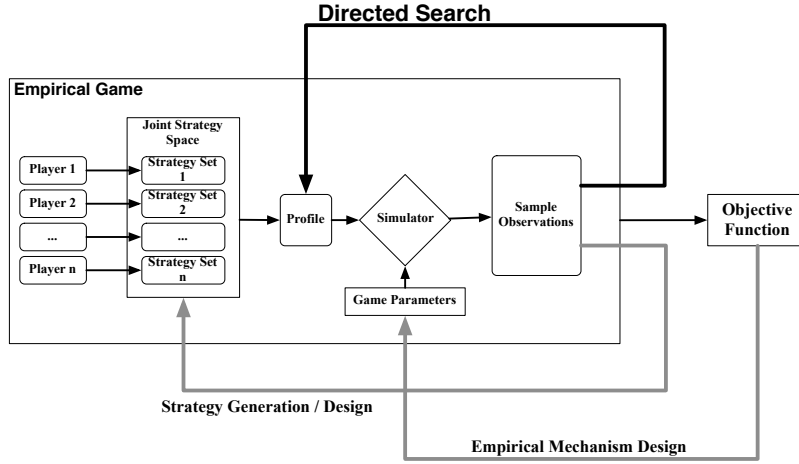 Directed Search
Empirical Game
Joint Strategy
Space
Player 1
Strategy Set
1
Player 2
Strategy Set
2
...
...
Player n
Strategy Set
n
Profile
Simulator
Sample
Observations
Objective
Function
Game Parameters
Strategy Generation / Design
Empirical Mechanism Design